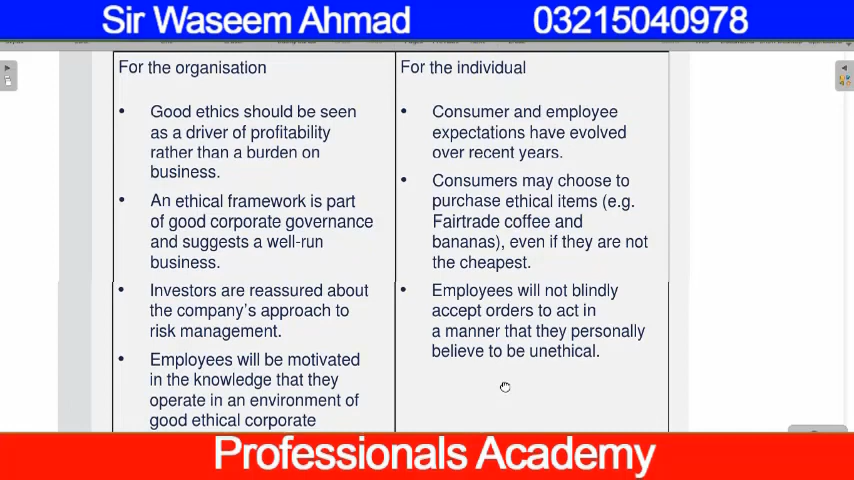 Sir Waseem Ahmad 03215040978
For the organisation
• Good ethics should be seen
as a driver of profitability
rather than a burden on
business.
• An ethical framework is part
of good corporate governance
and suggests a well-run
business.
• Investors are reassured about
the company's approach to
risk management.
• Employees will be motivated
in the knowledge that they
operate in an environment of
good ethical corporate
For the individual
• Consumer and employee
expectations have evolved
over recent years.
• Consumers may choose to
purchase ethical items (e.g.
Fairtrade coffee and
bananas), even if they are not
the cheapest.
• Employees will not blindly
accept orders to act in
a manner that they personally
believe to be unethical.
Professionals Academy